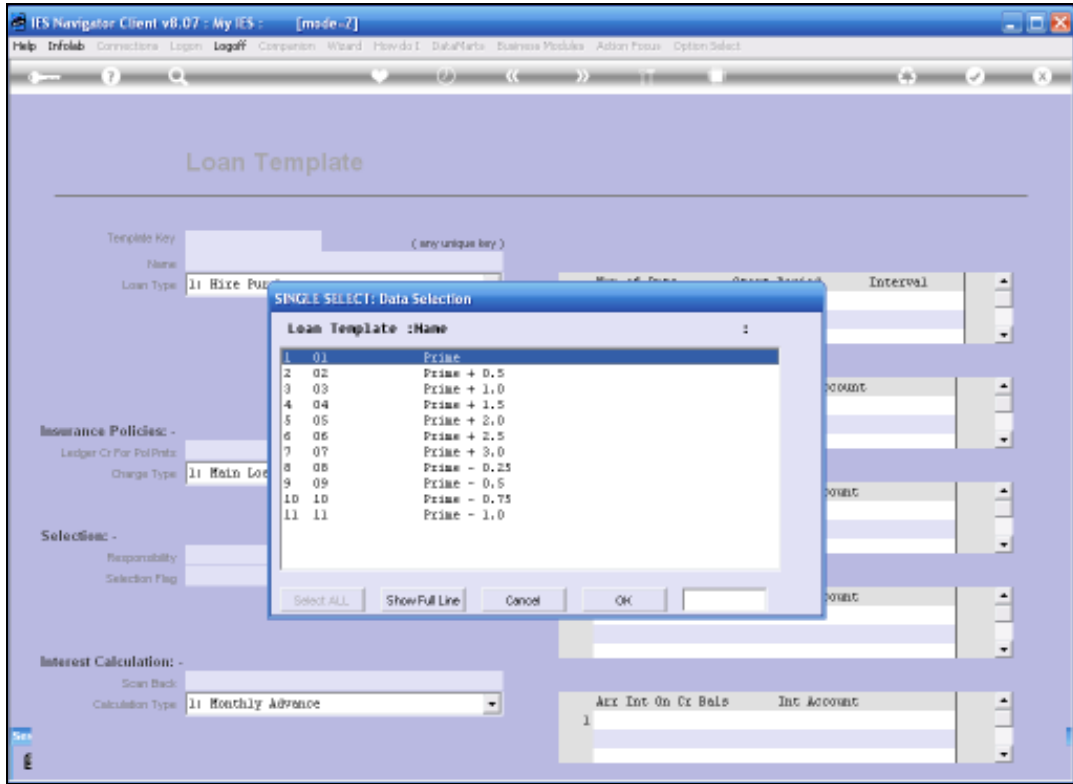 IES Navigator Client v8.07 : My IES : [mode=Z]
Help Infolab Connections Logon Logoff Companion Wizard How do I DataMarts Business Modules Action Focus Option Select
Loan Template
Template Key ( any unique key )
Name
Loan Type 1: Hire
Interval
SINGLE SELECT: Data Selection
Loan Template :Name :
1 01 Prime
2 02 Prime + 0.5
3 03 Prime + 1.0
4 04 Prime + 1.5
5 05 Prime + 2.0
6 06 Prime + 2.5
7 07 Prime + 3.0
8 08 Prime - 0.25
9 09 Prime - 0.5
10 10 Prime - 0.75
11 11 Prime - 1.0
Select ALL Show Full Line Cancel OK
Insurance Policies: -
Ledger Cr For Pol Pmts
Charge Type 1: Main
Selection: -
Responsibility
Selection Flag
Interest Calculation: -
Scan Back
Calculation Type 1: Monthly Advance
Arr Int On Cr Bals Int Account
1